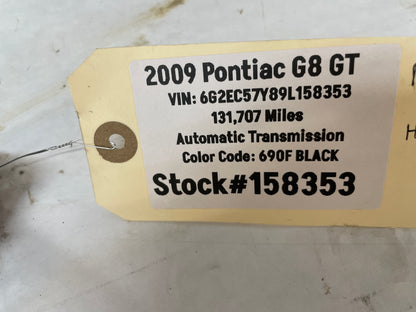 2009 Pontiac G8 GT
VIN: 6G2EC57Y89L158353
131,707 Miles
Automatic Transmission
Color Code: 690F BLACK
Stock#158353